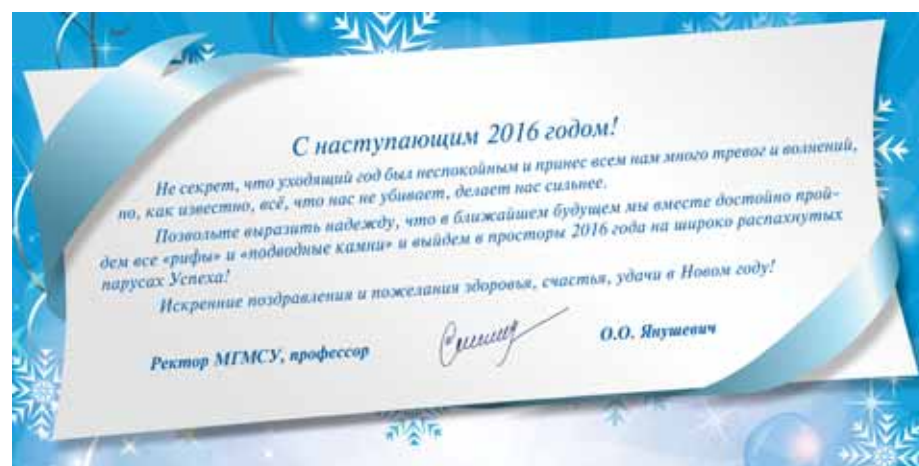 С наступающим 2016 годом!
Не секрет, что уходящий год был неспокойным и принес всем нам много тревог и волнений,
но, как известно, всё, что нас не убивает, делает нас сильнее.
Позвольте выразить надежду, что в ближайшем будущем мы вместе достойно прой-
дем все «рифы» и «подводные камни» и выйдем в просторы 2016 года на широко распахнутых
парусах Успеха!
Искренние поздравления и пожелания здоровья, счастья, удачи в Новом году!
Ректор МГМСУ, профессор О.О. Янушевич